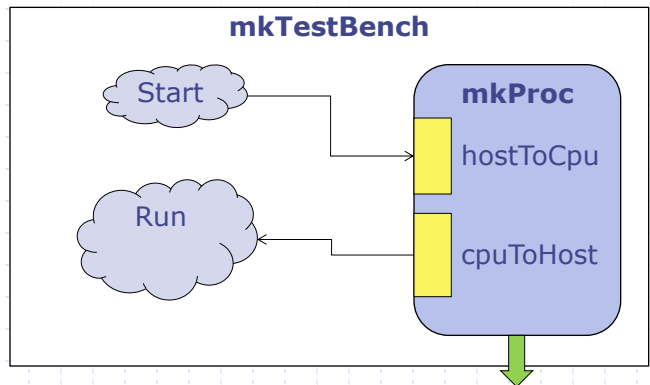 mkTestBench
Start
mkProc
hostToCpu
Run
cpuToHost